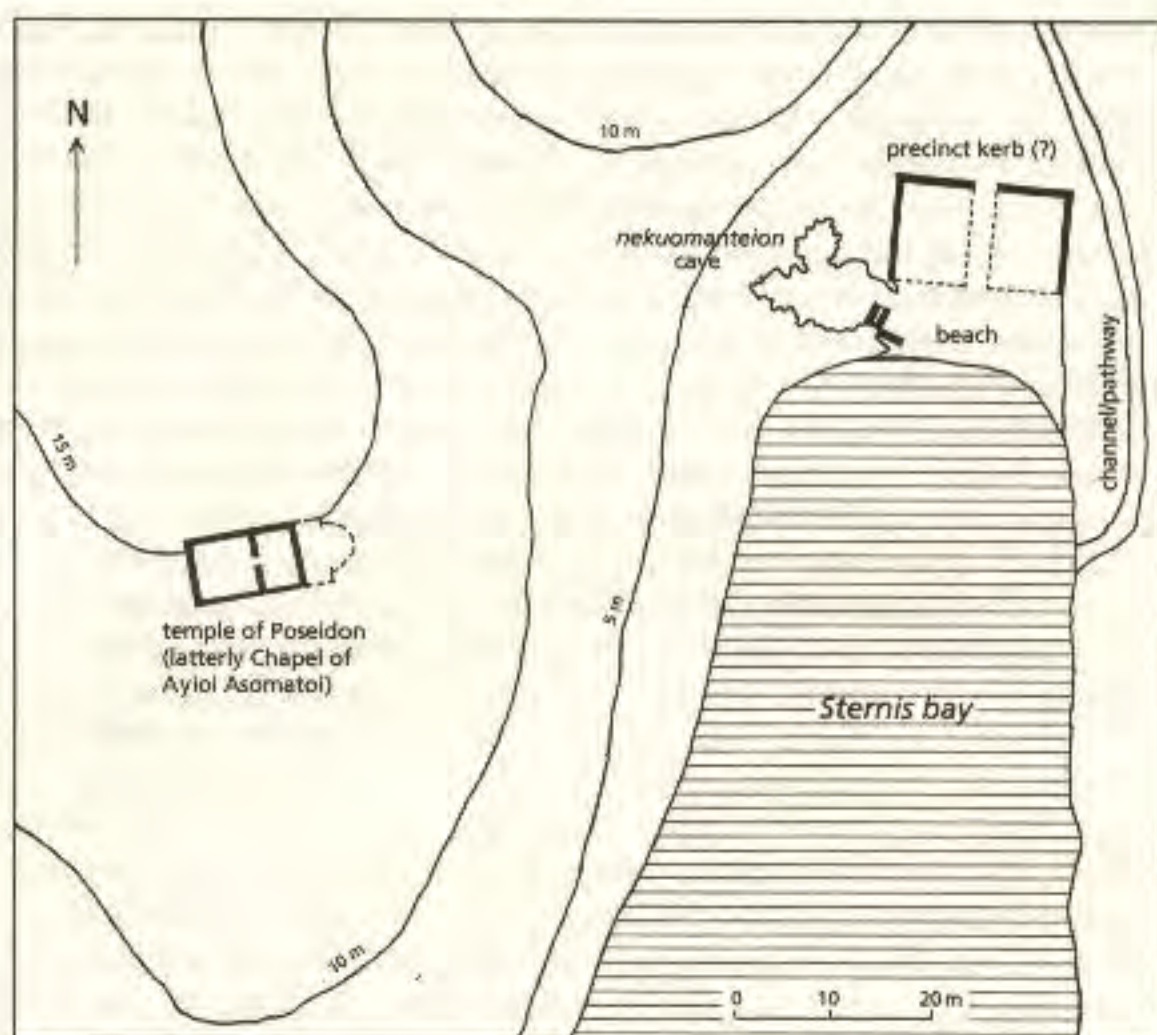 N
10 m
precinct kerb (?)
nekuomanteion
cave
beach
channel/pathway
15 m
temple of Poseidon
(latterly Chapel of
Ayioi Asomatoi)
5 m
Sternis bay
10 m
0 10 20 m